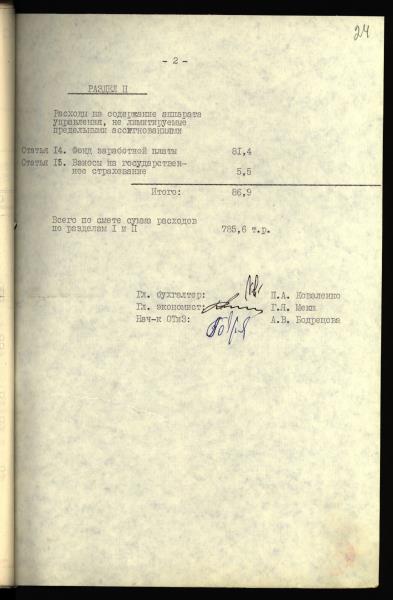 24
- 2 -
РАЗДЕЛ II
Расходы на содержание аппарата
управления, не лимитируемые
предельными ассигнованиями
Статья 14. Фонд заработной платы 81,4
Статья 15. Взносы на государствен-
ное страхование 5,5
Итого: 86,9
Всего по смете сумма расходов
по разделам I и II 785,6 т.р.
Гл. бухгалтер: П.А. Коваленко
Гл. экономист: Г.Я. Меки
Нач-к ОТиЗ: А.В. Бодрецова